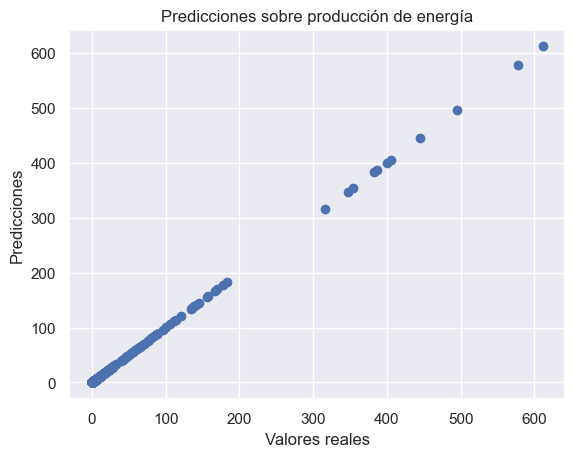 Predicciones sobre producción de energía
600
500
400
300
200
100
0
Predicciones
0 100 200 300 400 500 600
Valores reales